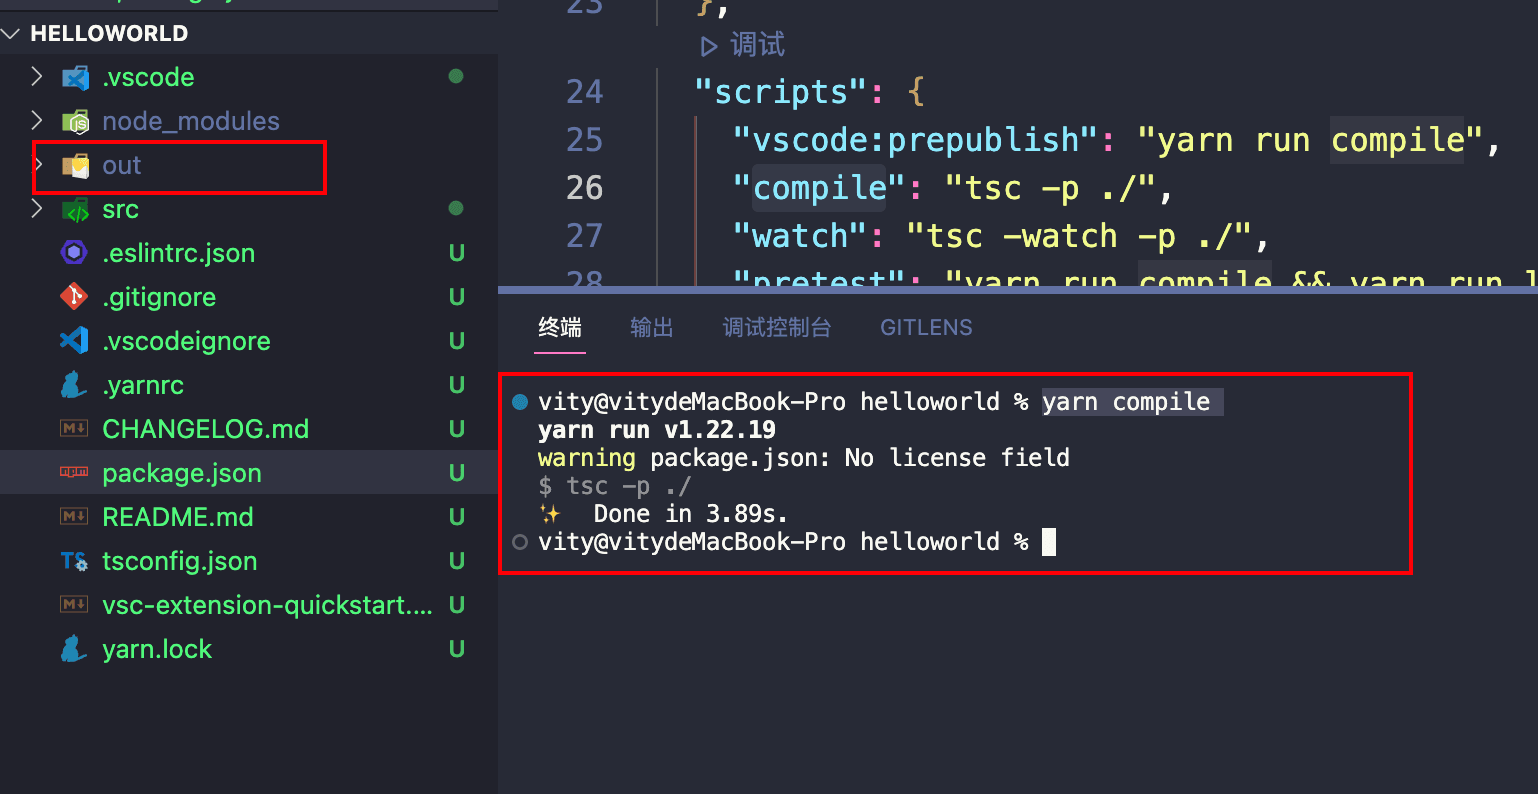 HELLOWORLD
.vscode
node_modules
out
src
.eslintrc.json U
.gitignore U
.vscodeignore U
.yarnrc U
CHANGELOG.md U
package.json U
README.md U
tsconfig.json U
vsc-extension-quickstart.... U
yarn.lock U
23 },
调试
24 "scripts": {
25 "vscode:prepublish": "yarn run compile",
26 "compile": "tsc -p ./",
27 "watch": "tsc -watch -p ./",
28 "pretest": "yarn run compile && yarn run l
终端 输出 调试控制台 GITLENS
vity@vitydeMacBook-Pro helloworld % yarn compile
yarn run v1.22.19
warning package.json: No license field
$ tsc -p ./
✨ Done in 3.89s.
vity@vitydeMacBook-Pro helloworld %